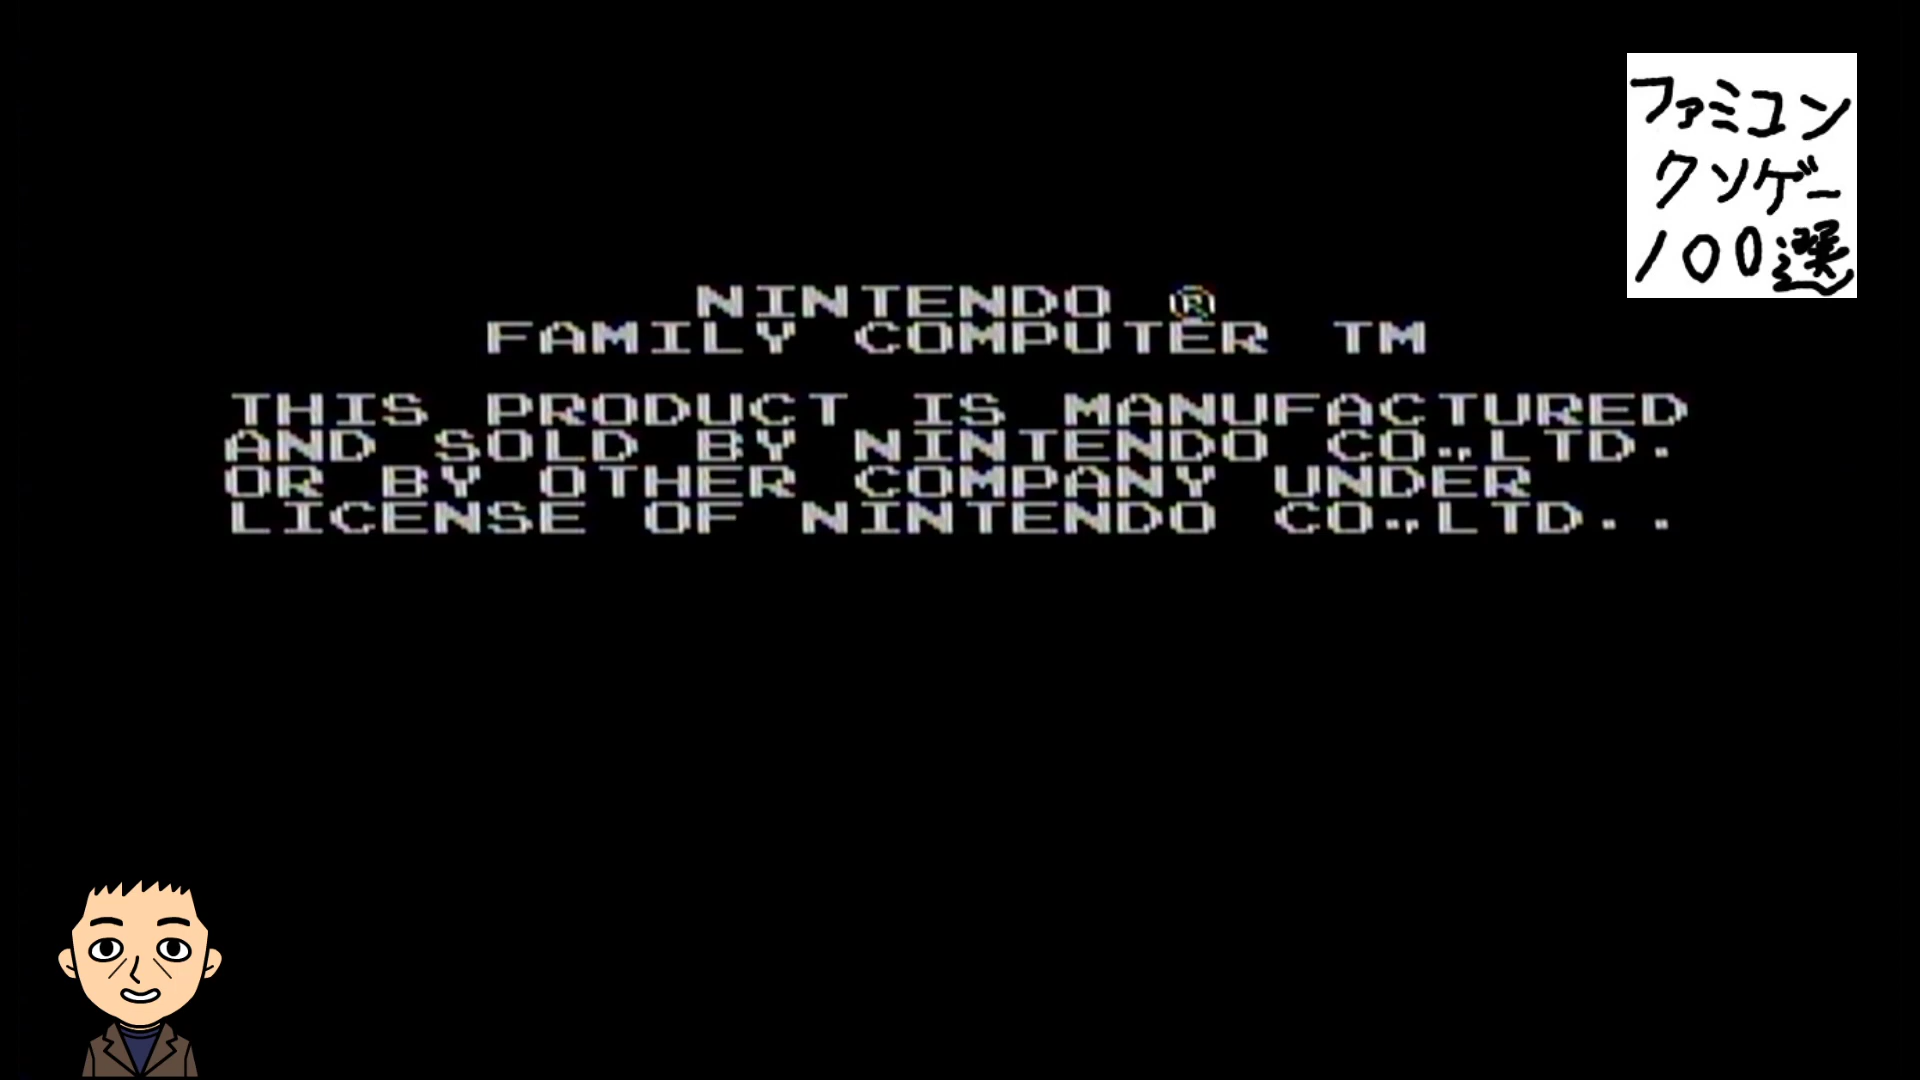 NINTENDO ®
FAMILY COMPUTER TM
THIS PRODUCT IS MANUFACTURED
AND SOLD BY NINTENDO CO.,LTD.
OR BY OTHER COMPANY UNDER
LICENSE OF NINTENDO CO.,LTD..
ファミコン
クソゲー
100選